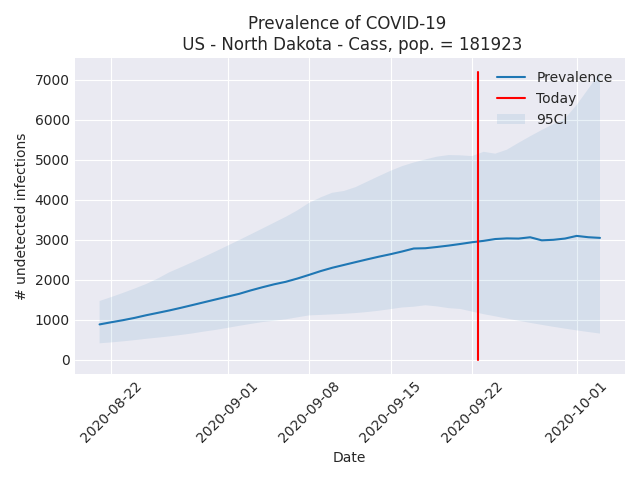 Prevalence of COVID-19
US - North Dakota - Cass, pop. = 181923
7000
6000
5000
4000
3000
2000
1000
0
# undetected infections
Prevalence
Today
95CI
2020-08-22
2020-09-01
2020-09-08
2020-09-15
2020-09-22
2020-10-01
Date